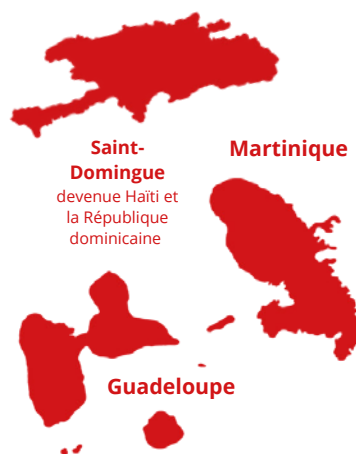 Saint-
Domingue
devenue Haïti et
la République
dominicaine
Martinique
Guadeloupe